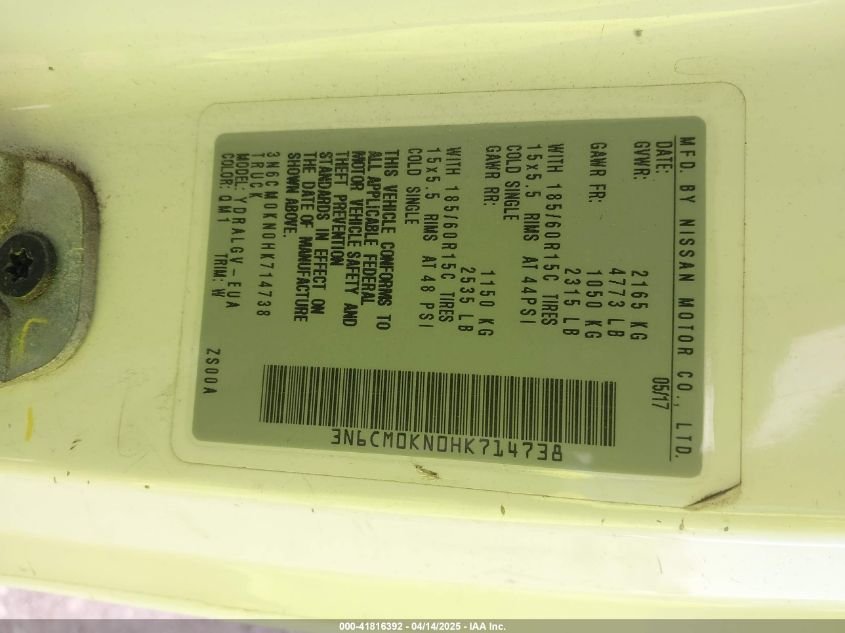 MFD. BY NISSAN MOTOR CO., LTD.
DATE: 05/17
GVWR: 2165 KG
4773 LB
GAWR FR: 1050 KG
2315 LB
WITH 185/60R15C TIRES
15x5.5 RIMS AT 44PSI
COLD SINGLE
GAWR RR: 1150 KG
2535 LB
WITH 185/60R15C TIRES
15x5.5 RIMS AT 48 PSI
COLD SINGLE
THIS VEHICLE CONFORMS TO
ALL APPLICABLE FEDERAL
MOTOR VEHICLE SAFETY AND
THEFT PREVENTION
STANDARDS IN EFFECT ON
THE DATE OF MANUFACTURE
SHOWN ABOVE.
3N6CM0KN0HK714738
TRUCK
MODEL: YDRALGV-EUA
COLOR: QM1 TRIM: W
ZS00A
3N6CM0KN0HK714738
000-41816392 - 04/14/2025 - IAA Inc.